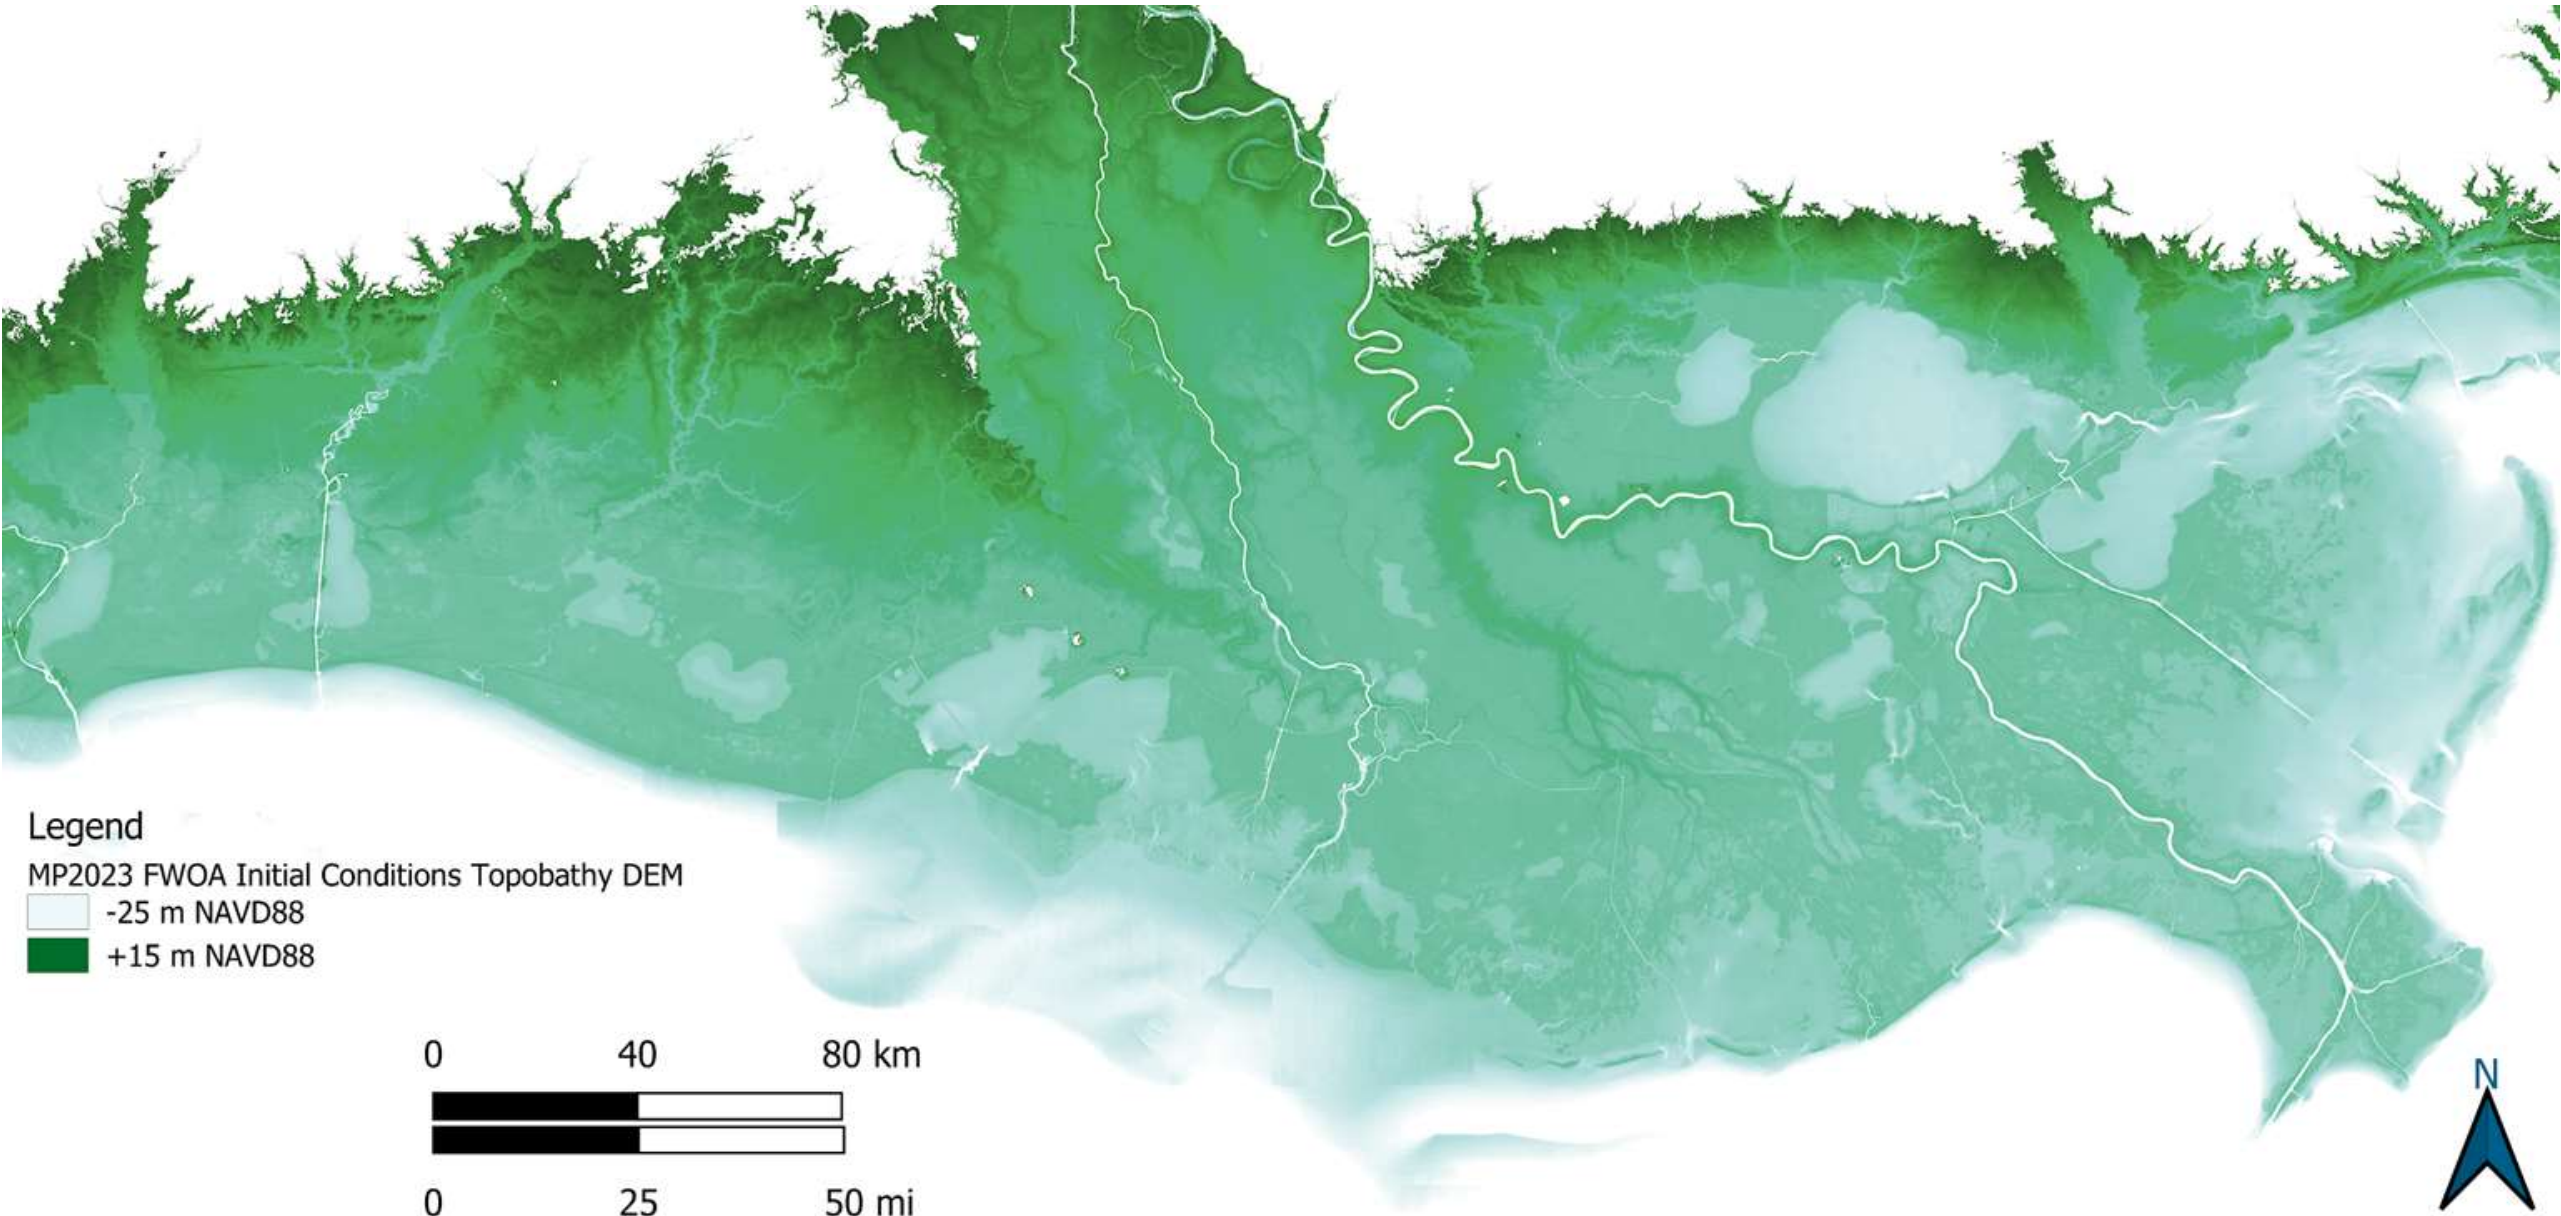 Legend
MP2023 FWOA Initial Conditions Topobathy DEM
-25 m NAVD88
+15 m NAVD88
0 40 80 km
0 25 50 mi
N